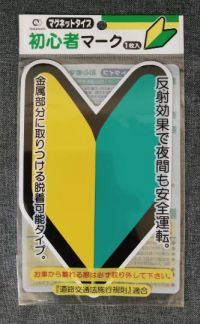 マグネットタイプ
初心者マーク
1枚入
反射効果で夜間も安全運転。
金属部分に取りつける脱着可能タイプ。
お車から離れる際は必ず取り外して下さい。
『道路交通法施行規則』適合